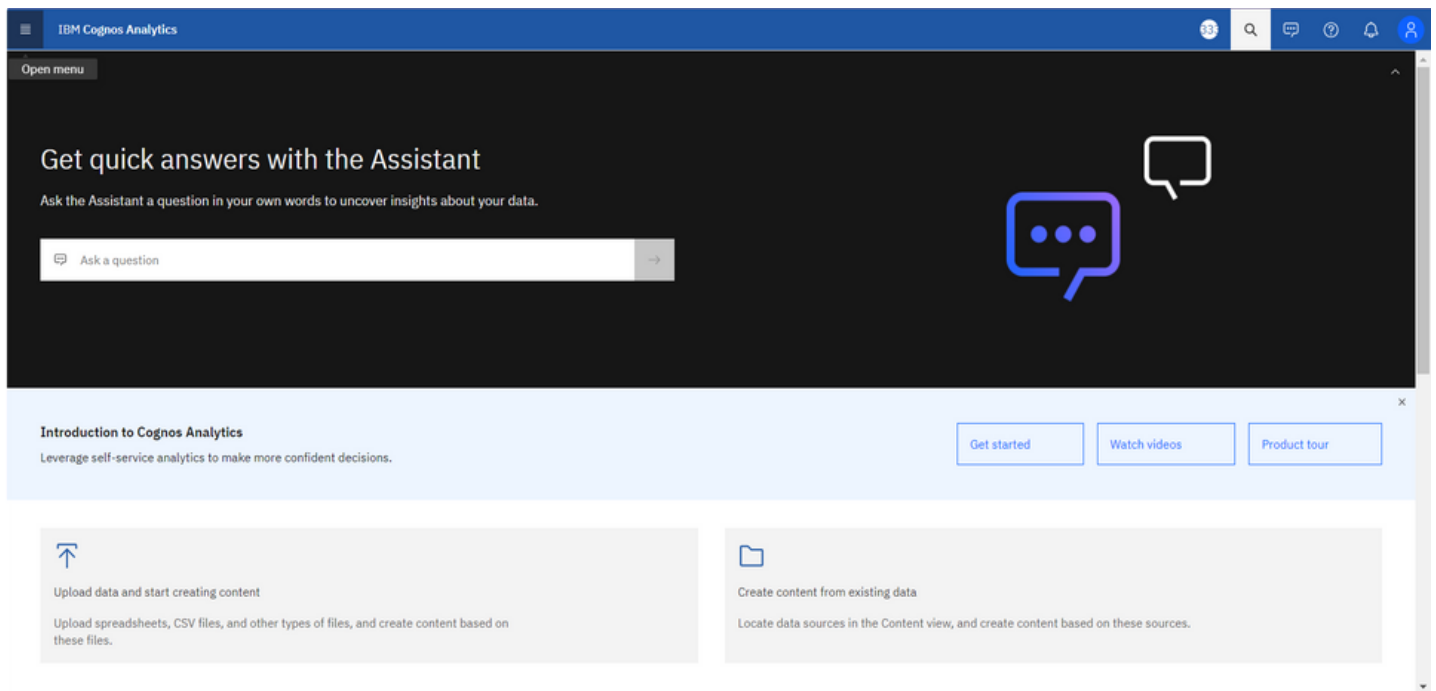 IBM Cognos Analytics
Open menu
Get quick answers with the Assistant
Ask the Assistant a question in your own words to uncover insights about your data.
Ask a question
Introduction to Cognos Analytics
Leverage self-service analytics to make more confident decisions.
Get started
Watch videos
Product tour
Upload data and start creating content
Upload spreadsheets, CSV files, and other types of files, and create content based on
these files.
Create content from existing data
Locate data sources in the Content view, and create content based on these sources.